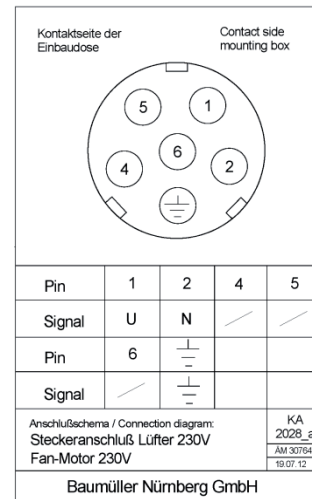 Kontaktseite der
Einbaudose
Contact side
mounting box
5 1
6
4 2
Pin 1 2 4 5
Signal U N
Pin 6
Signal
Anschlußschema / Connection diagram:
Steckeranschluß Lüfter 230V
Fan-Motor 230V
KA
2028_a
ÄM 30764
19.07.12
Baumüller Nürnberg GmbH